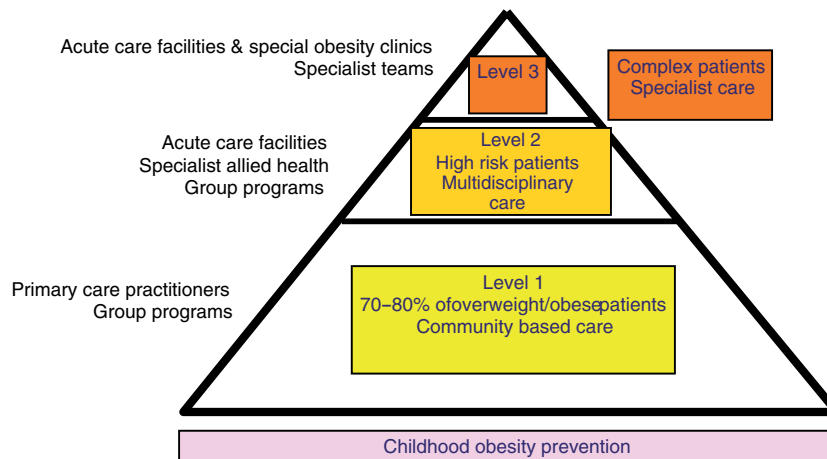 Acute care facilities & special obesity clinics
Specialist teams
Level 3
Complex patients
Specialist care
Acute care facilities
Specialist allied health
Group programs
Level 2
High risk patients
Multidisciplinary
care
Primary care practitioners
Group programs
Level 1
70–80% ofoverweight/obesepatients
Community based care
Childhood obesity prevention